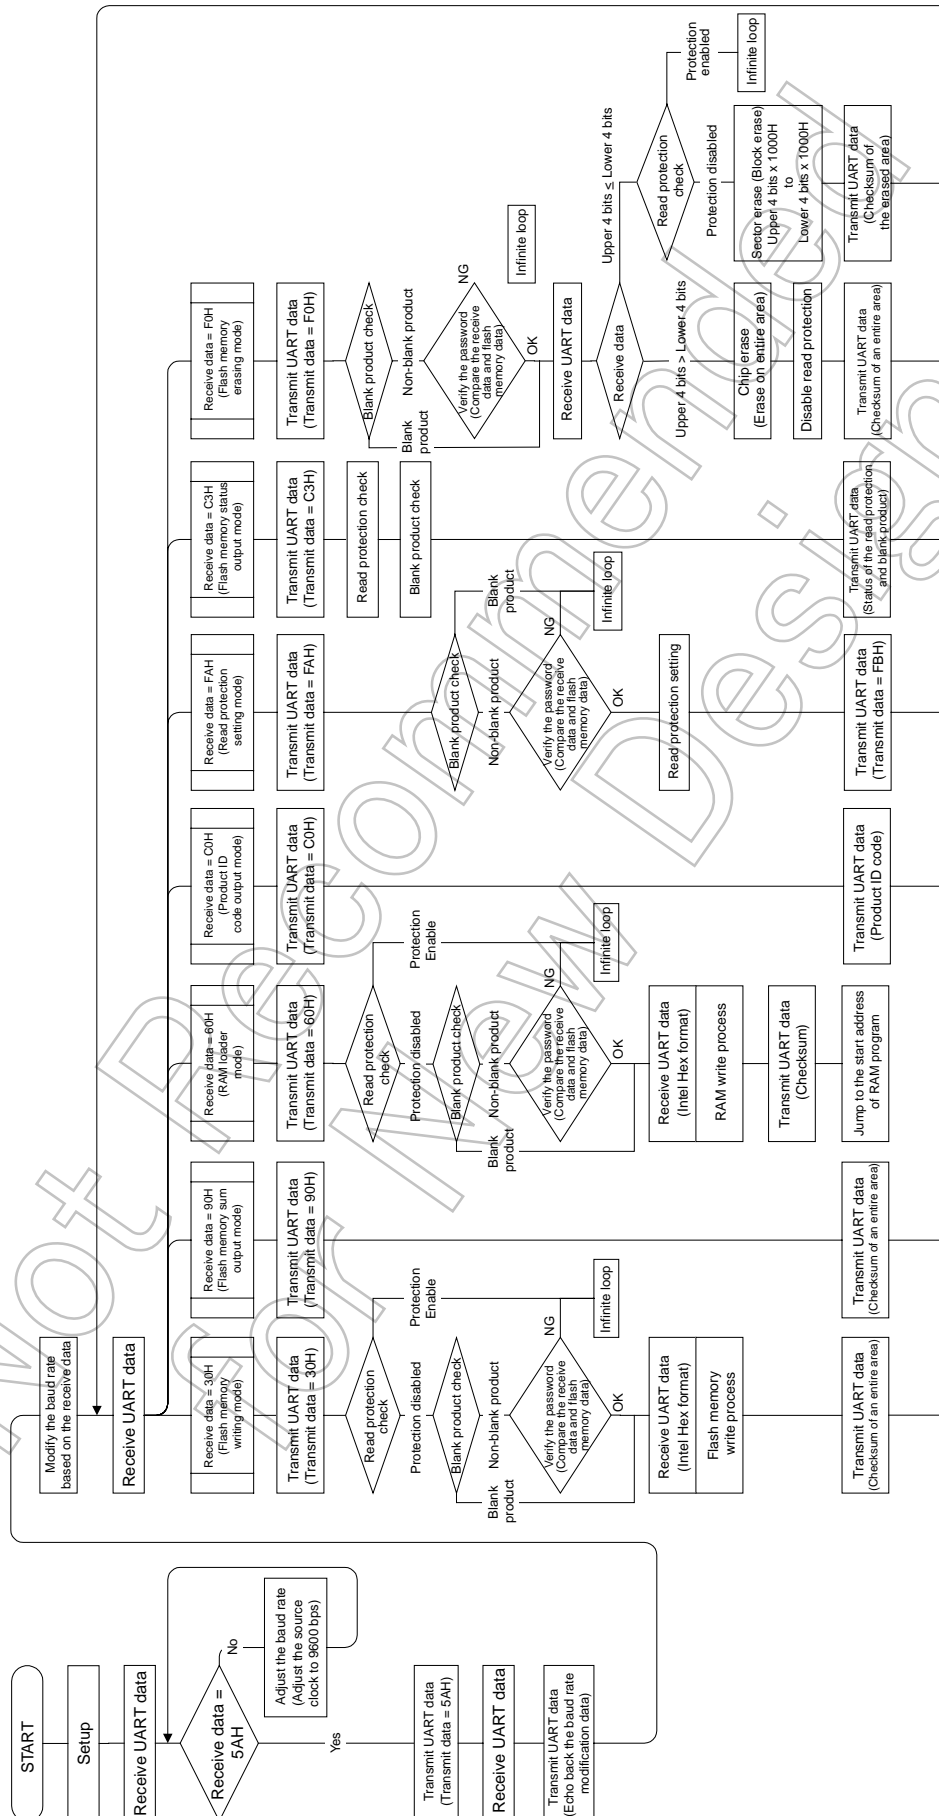 START
Setup
Receive UART data
Receive data =
5AH
No
Adjust the baud rate
(Adjust the source
clock to 9600 bps)
Yes
Transmit UART data
(Transmit data = 5AH)
Receive UART data
Transmit UART data
(Echo back the baud rate
modification data)
Modify the baud rate
based on the receive data
Receive UART data
Receive data = 30H
(Flash memory
writing mode)
Transmit UART data
(Transmit data = 30H)
Read protection
check
Protection
Enable
Protection disabled
Blank product check
Blank
product
Non-blank product
Verify the password
(Compare the receive
data and flash
memory data)
NG
Infinite loop
OK
Receive UART data
(Intel Hex format)
Flash memory
write process
Transmit UART data
(Checksum of an entire area)
Receive data = 90H
(Flash memory sum
output mode)
Transmit UART data
(Transmit data = 90H)
Transmit UART data
(Checksum of an entire area)
Receive data = 60H
(RAM loader
mode)
Transmit UART data
(Transmit data = 60H)
Read protection
check
Protection
Enable
Protection disabled
Blank product check
Blank
product
Non-blank product
Verify the password
(Compare the receive
data and flash
memory data)
NG
Infinite loop
OK
Receive UART data
(Intel Hex format)
RAM write process
Transmit UART data
(Checksum)
Jump to the start address
of RAM program
Receive data = C0H
(Product ID
code output mode)
Transmit UART data
(Transmit data = C0H)
Transmit UART data
(Product ID code)
Receive data = FAH
(Read protection
setting mode)
Transmit UART data
(Transmit data = FAH)
Blank product check
Blank
product
Non-blank product
Verify the password
(Compare the receive
data and flash
memory data)
NG
Infinite loop
OK
Read protection setting
Transmit UART data
(Transmit data = FBH)
Receive data = C3H
(Flash memory status
output mode)
Transmit UART data
(Transmit data = C3H)
Read protection check
Blank product check
Transmit UART data
(Status of the read protection
and blank product)
Receive data = F0H
(Flash memory
erasing mode)
Transmit UART data
(Transmit data = F0H)
Blank product check
Blank
product
Non-blank product
Verify the password
(Compare the receive
data and flash
memory data)
NG
Infinite loop
OK
Receive UART data
Receive data
Upper 4 bits > Lower 4 bits
Chip erase
(Erase on entire area)
Disable read protection
Transmit UART data
(Checksum of an entire area)
Upper 4 bits ≤ Lower 4 bits
Read protection
check
Protection
enabled
Infinite loop
Protection disabled
Sector erase (Block erase)
Upper 4 bits x 1000H
to
Lower 4 bits x 1000H
Transmit UART data
(Checksum of
the erased area)
Not Recommended
for New Design